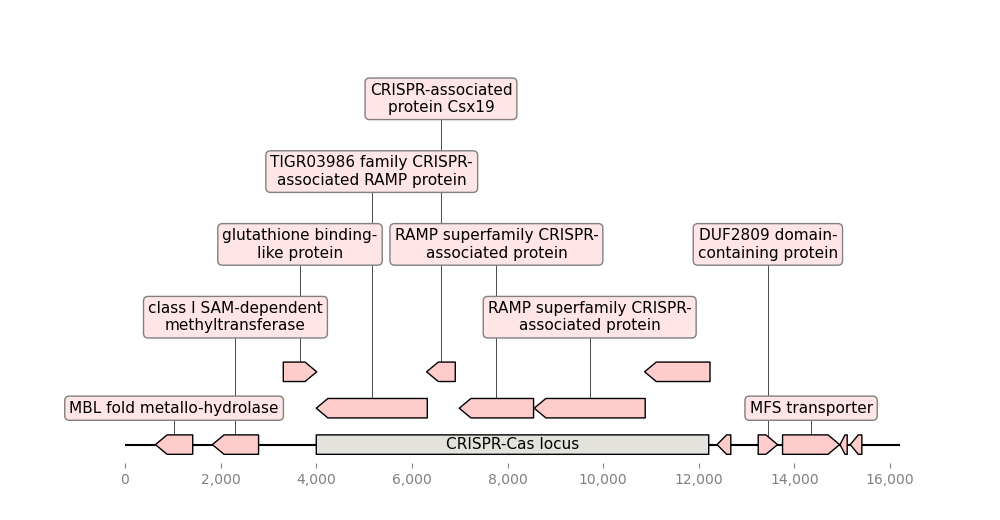 CRISPR-associated
protein Csx19
TIGR03986 family CRISPR-
associated RAMP protein
glutathione binding-
like protein
RAMP superfamily CRISPR-
associated protein
DUF2809 domain-
containing protein
class I SAM-dependent
methyltransferase
RAMP superfamily CRISPR-
associated protein
MBL fold metallo-hydrolase
MFS transporter
CRISPR-Cas locus
0 2,000 4,000 6,000 8,000 10,000 12,000 14,000 16,000